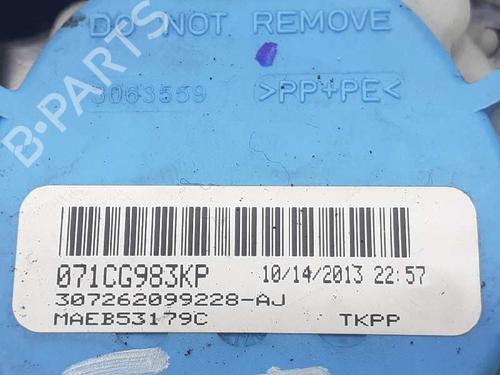 DO NOT REMOVE
3063559 >PP+PE<
B-PARTS
071CG983KP 10/14/2013 22:57
307262099228-AJ
MAEB53179C TKPP